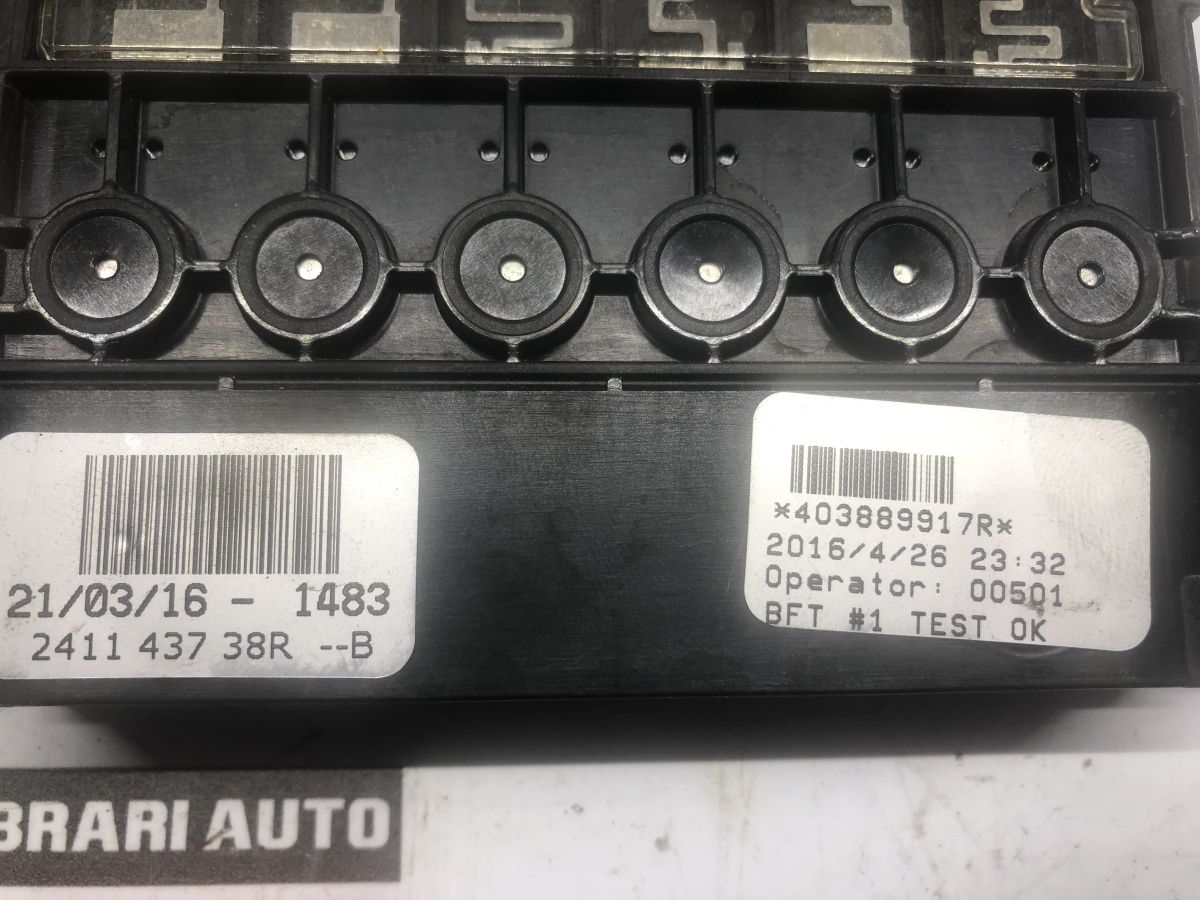 21/03/16 - 1483
2411 437 38R --B
*403889917R*
2016/4/26 23:32
Operator: 00501
BFT #1 TEST OK
BRARI AUTO